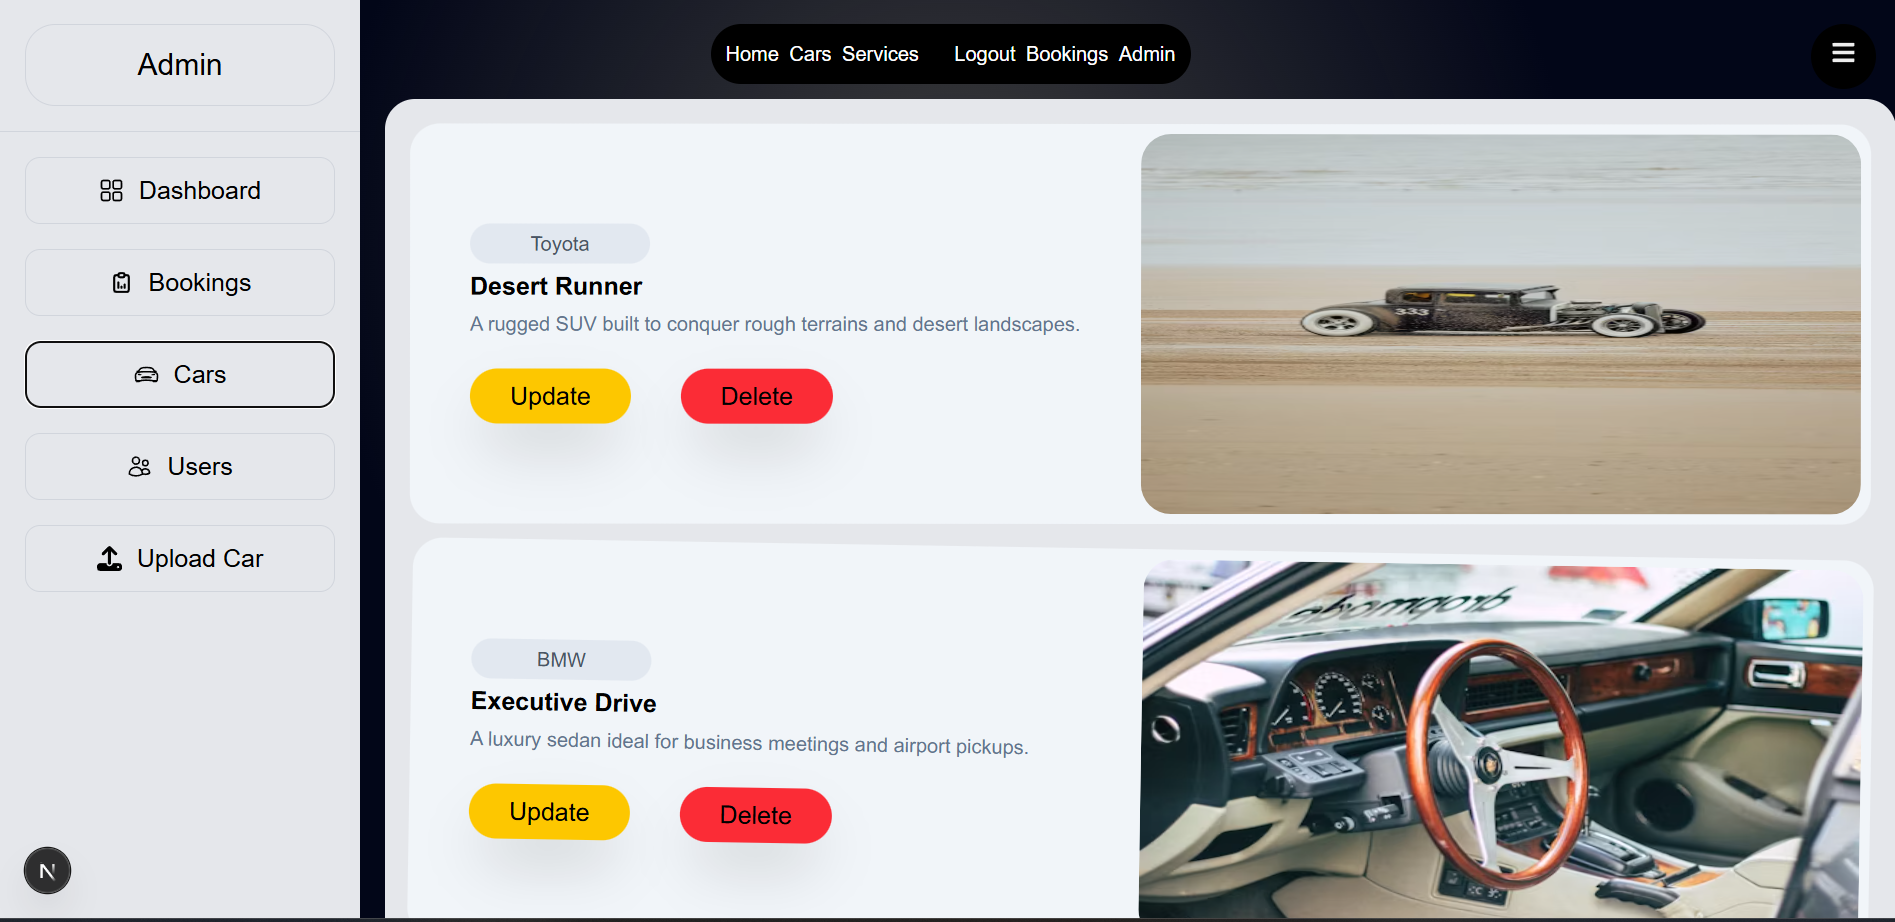 Admin
Home Cars Services Logout Bookings Admin
Dashboard
Bookings
Cars
Users
Upload Car
Toyota
Desert Runner
A rugged SUV built to conquer rough terrains and desert landscapes.
Update Delete
333
BMW
Executive Drive
A luxury sedan ideal for business meetings and airport pickups.
Update Delete
N